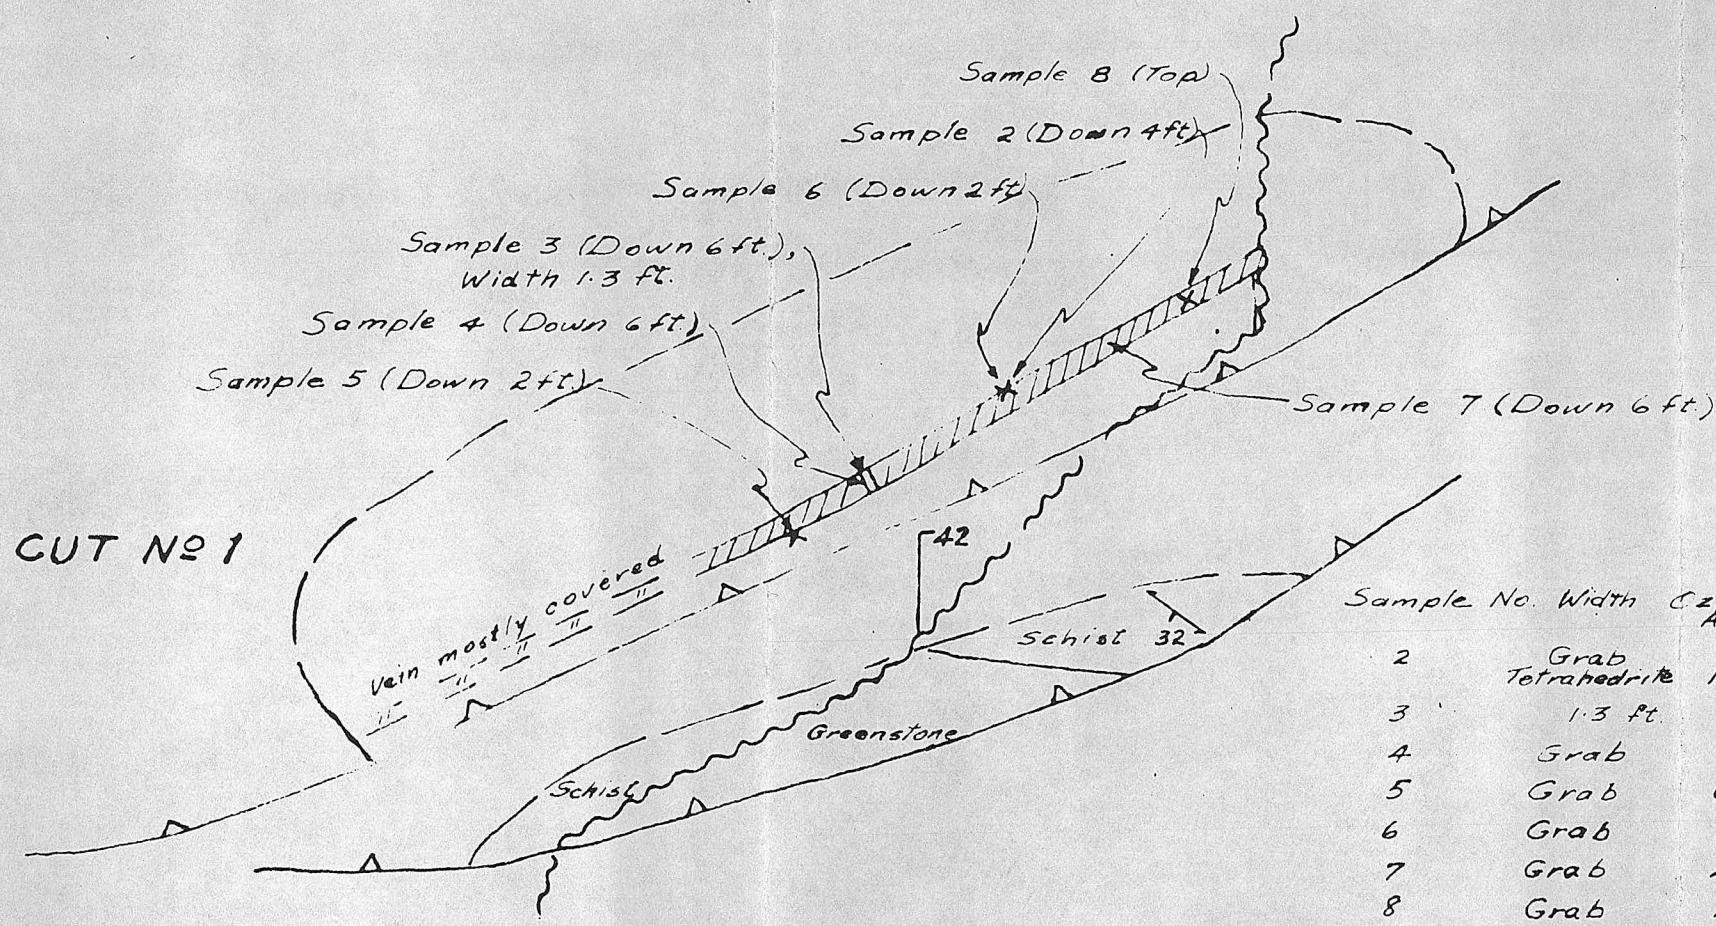 Sample 8 (Top)
Sample 2 (Down 4ft)
Sample 6 (Down 2ft)
Sample 3 (Down 6ft.),
Width 1.3 ft.
Sample 4 (Down 6ft.)
Sample 5 (Down 2ft.)
Sample 7 (Down 6ft.)
CUT Nº 1
42
Vein mostly covered
Schist 32
Greenstone
Schist
Sample No. Width
2 Grab
Tetrahedrite
3 1.3 ft.
4 Grab
5 Grab
6 Grab
7 Grab
8 Grab